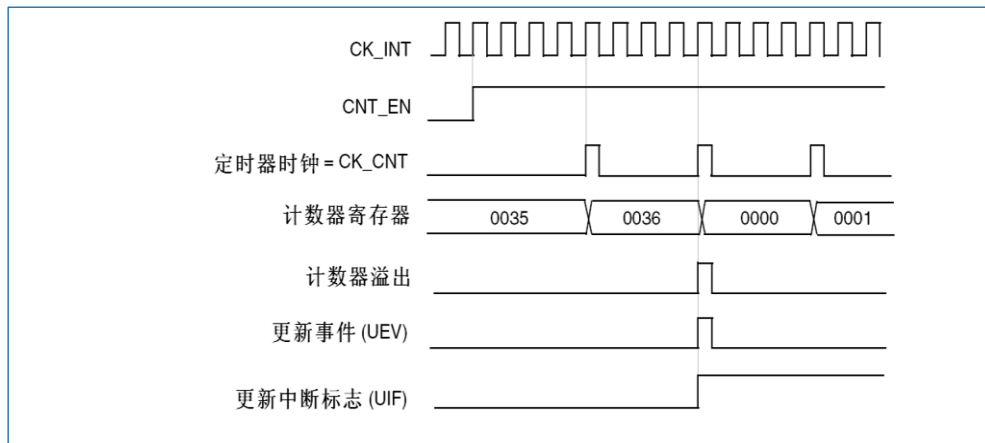 CK_INT
CNT_EN
定时器时钟 = CK_CNT
计数器寄存器
0035
0036
0000
0001
计数器溢出
更新事件 (UEV)
更新中断标志 (UIF)